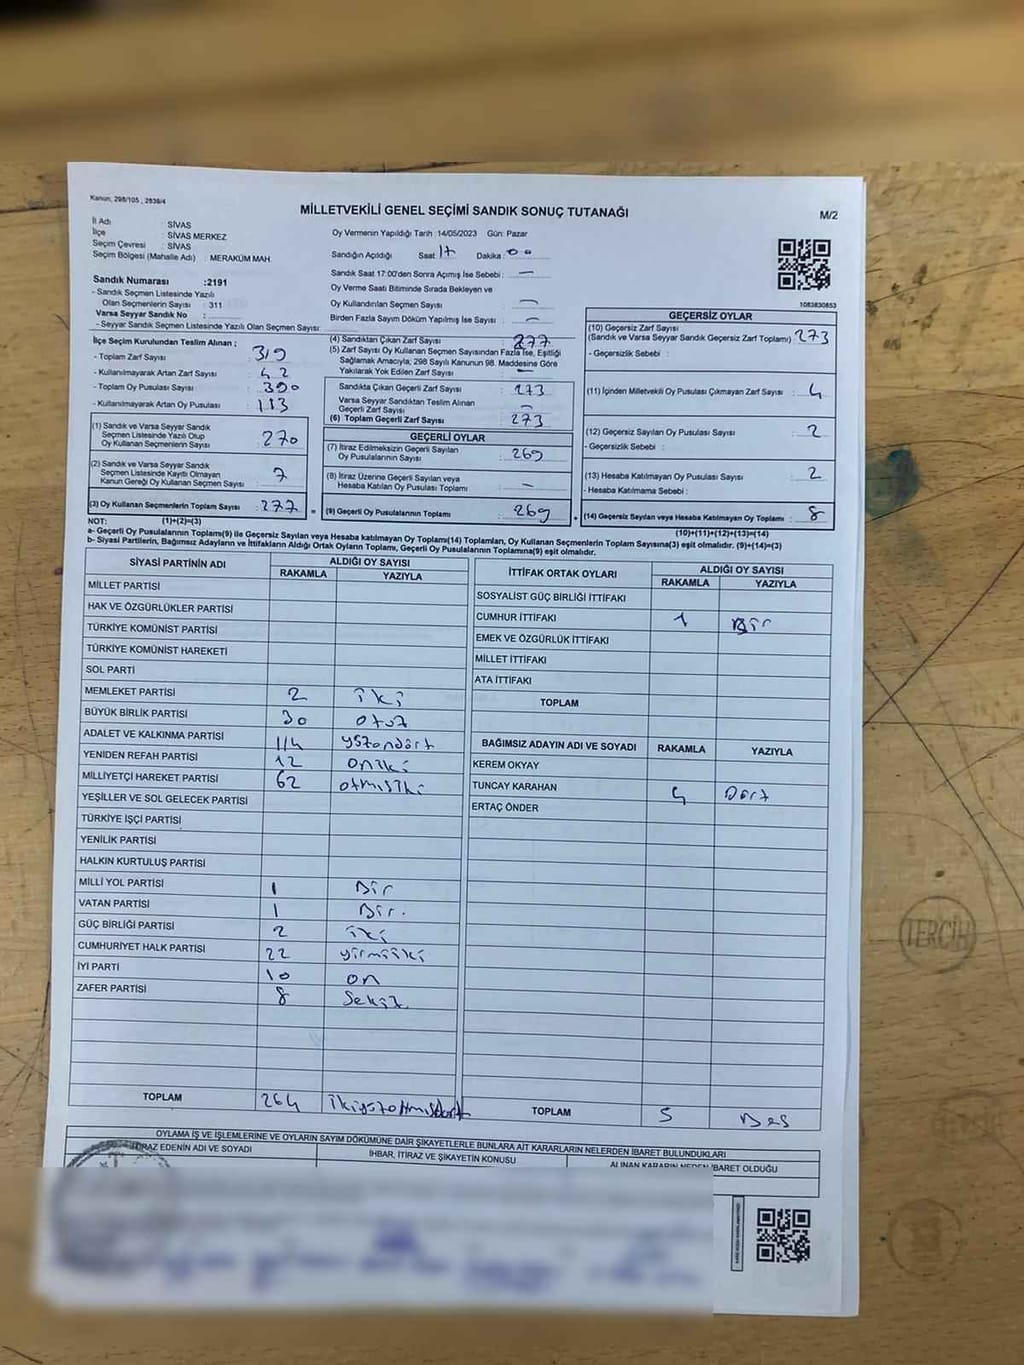 Kanun, 298/105 , 2839/4
MİLLETVEKİLİ GENEL SEÇİMİ SANDIK SONUÇ TUTANAĞI
M/2
İl Adı : SİVAS
İlçe : SİVAS MERKEZ
Seçim Çevresi : SİVAS
Seçim Bölgesi (Mahalle Adı) : MERAKÜM MAH.
Oy Vermenin Yapıldığı Tarih :14/05/2023 Gün: Pazar
Sandığın Açıldığı Saat 17 Dakika : 00
Sandık Saat 17:00'den Sonra Açılmış İse Sebebi : —
Oy Verme Saati Bitiminde Sırada Bekleyen ve
Oy Kullandırılan Seçmen Sayısı : —
Birden Fazla Sayım Döküm Yapılmış İse Sayısı : —
Sandık Numarası :2191
- Sandık Seçmen Listesinde Yazılı
Olan Seçmenlerin Sayısı : 311
Varsa Seyyar Sandık No :
- Seyyar Sandık Seçmen Listesinde Yazılı Olan Seçmen Sayısı:
1083830853
İlçe Seçim Kurulundan Teslim Alınan ;
- Toplam Zarf Sayısı : 319
- Kullanılmayarak Artan Zarf Sayısı : 42
- Toplam Oy Pusulası Sayısı : 390
- Kullanılmayarak Artan Oy Pusulası : 113
(1) Sandık ve Varsa Seyyar Sandık
Seçmen Listesinde Yazılı Olup
Oy Kullanan Seçmenlerin Sayısı : 270
(2) Sandık ve Varsa Seyyar Sandık
Seçmen Listesinde Kayıtlı Olmayan
Kanun Gereği Oy Kullanan Seçmen Sayısı : 7
(3) Oy Kullanan Seçmenlerin Toplam Sayısı : 277 =
(4) Sandıktan Çıkan Zarf Sayısı : 277
(5) Zarf Sayısı Oy Kullanan Seçmen Sayısından Fazla İse, Eşitliği
Sağlamak Amacıyla; 298 Sayılı Kanunun 98. Maddesine Göre
Yakılarak Yok Edilen Zarf Sayısı : —
Sandıkta Çıkan Geçerli Zarf Sayısı : 273
Varsa Seyyar Sandıktan Teslim Alınan
Geçerli Zarf Sayısı : —
(6) Toplam Geçerli Zarf Sayısı : 273
GEÇERLİ OYLAR
(7) İtiraz Edilmeksizin Geçerli Sayılan
Oy Pusulalarının Sayısı : 269
(8) İtiraz Üzerine Geçerli Sayılan veya
Hesaba Katılan Oy Pusulası Toplamı : —
(9) Geçerli Oy Pusulalarının Toplamı : 269 +
GEÇERSİZ OYLAR
(10) Geçersiz Zarf Sayısı
(Sandık ve Varsa Seyyar Sandık Geçersiz Zarf Toplamı) : 273
- Geçersizlik Sebebi :
(11) İçinden Milletvekili Oy Pusulası Çıkmayan Zarf Sayısı : 4
(12) Geçersiz Sayılan Oy Pusulası Sayısı : 2
- Geçersizlik Sebebi :
(13) Hesaba Katılmayan Oy Pusulası Sayısı : 2
- Hesaba Katılmama Sebebi :
(14) Geçersiz Sayılan veya Hesaba Katılmayan Oy Toplamı : 8
NOT: (1)+(2)=(3) (10)+(11)+(12)+(13)=(14)
a- Geçerli Oy Pusulalarının Toplamı(9) ile Geçersiz Sayılan veya Hesaba Katılmayan Oy Toplamı(14) Toplamları, Oy Kullanan Seçmenlerin Toplam Sayısına(3) eşit olmalıdır. (9)+(14)=(3)
b- Siyasi Partilerin, Bağımsız Adayların ve İttifakların Aldığı Ortak Oyların Toplamı, Geçerli Oy Pusulalarının Toplamına(9) eşit olmalıdır.
SİYASİ PARTİNİN ADI ALDIĞI OY SAYISI
RAKAMLA YAZIYLA
MİLLET PARTİSİ
HAK VE ÖZGÜRLÜKLER PARTİSİ
TÜRKİYE KOMÜNİST PARTİSİ
TÜRKİYE KOMÜNİST HAREKETİ
SOL PARTİ
MEMLEKET PARTİSİ 2 iki
BÜYÜK BİRLİK PARTİSİ 30 otuz
ADALET VE KALKINMA PARTİSİ 114 yüzondört
YENİDEN REFAH PARTİSİ 12 oniki
MİLLİYETÇİ HAREKET PARTİSİ 62 otmışiki
YEŞİLLER VE SOL GELECEK PARTİSİ
TÜRKİYE İŞÇİ PARTİSİ
YENİLİK PARTİSİ
HALKIN KURTULUŞ PARTİSİ
MİLLİ YOL PARTİSİ 1 Bir
VATAN PARTİSİ 1 Bir.
GÜÇ BİRLİĞİ PARTİSİ 2 iki
CUMHURİYET HALK PARTİSİ 22 yirmiiki
İYİ PARTİ 10 on
ZAFER PARTİSİ 8 Sekiz
TOPLAM 264 ikiyüzotmışdört
İTTİFAK ORTAK OYLARI ALDIĞI OY SAYISI
RAKAMLA YAZIYLA
SOSYALİST GÜÇ BİRLİĞİ İTTİFAKI
CUMHUR İTTİFAKI 1 Bir
EMEK VE ÖZGÜRLÜK İTTİFAKI
MİLLET İTTİFAKI
ATA İTTİFAKI
TOPLAM
BAĞIMSIZ ADAYIN ADI VE SOYADI RAKAMLA YAZIYLA
KEREM OKYAY
TUNCAY KARAHAN 4 Dört
ERTAÇ ÖNDER
TOPLAM 5 Beş
OYLAMA İŞ VE İŞLEMLERİNE VE OYLARIN SAYIM DÖKÜMÜNE DAİR ŞİKAYETLERLE BUNLARA AİT KARARLARIN NELERDEN İBARET BULUNDUKLARI
İTİRAZ EDENİN ADI VE SOYADI İHBAR, İTİRAZ VE ŞİKAYETİN KONUSU ALINAN KARARIN NEDEN İBARET OLDUĞU
TERCİH